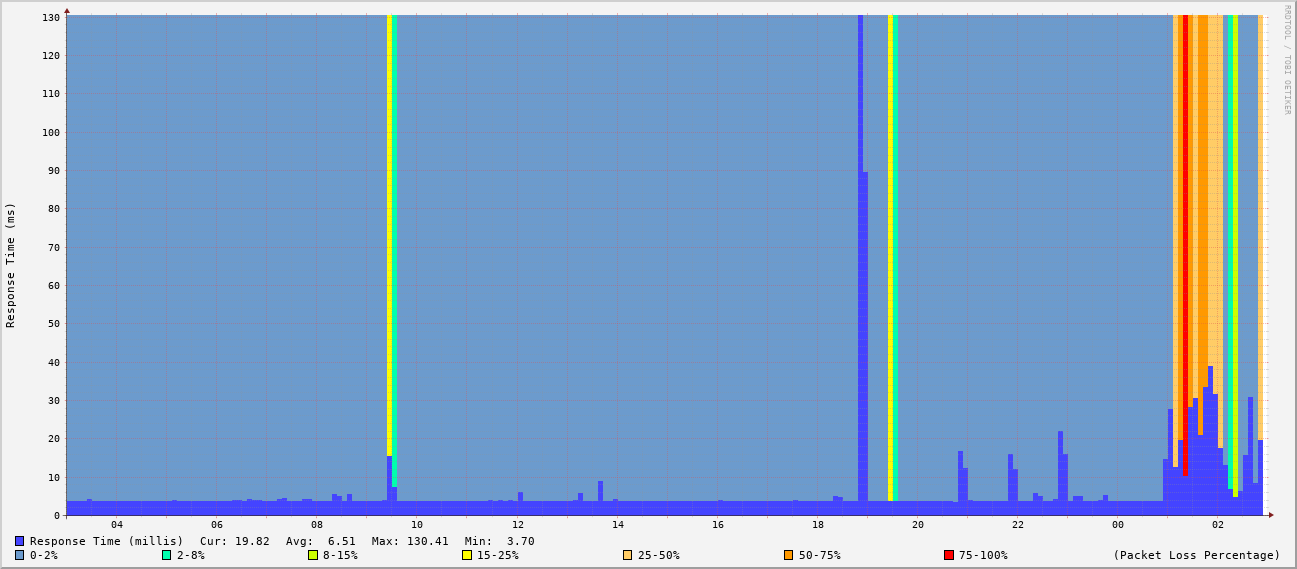 RRDTOOL / TOBI OETIKER
Response Time (ms)
130
120
110
100
90
80
70
60
50
40
30
20
10
0
04 06 08 10 12 14 16 18 20 22 00 02
Response Time (millis) Cur: 19.82 Avg: 6.51 Max: 130.41 Min: 3.70
0-2% 2-8% 8-15% 15-25% 25-50% 50-75% 75-100% (Packet Loss Percentage)